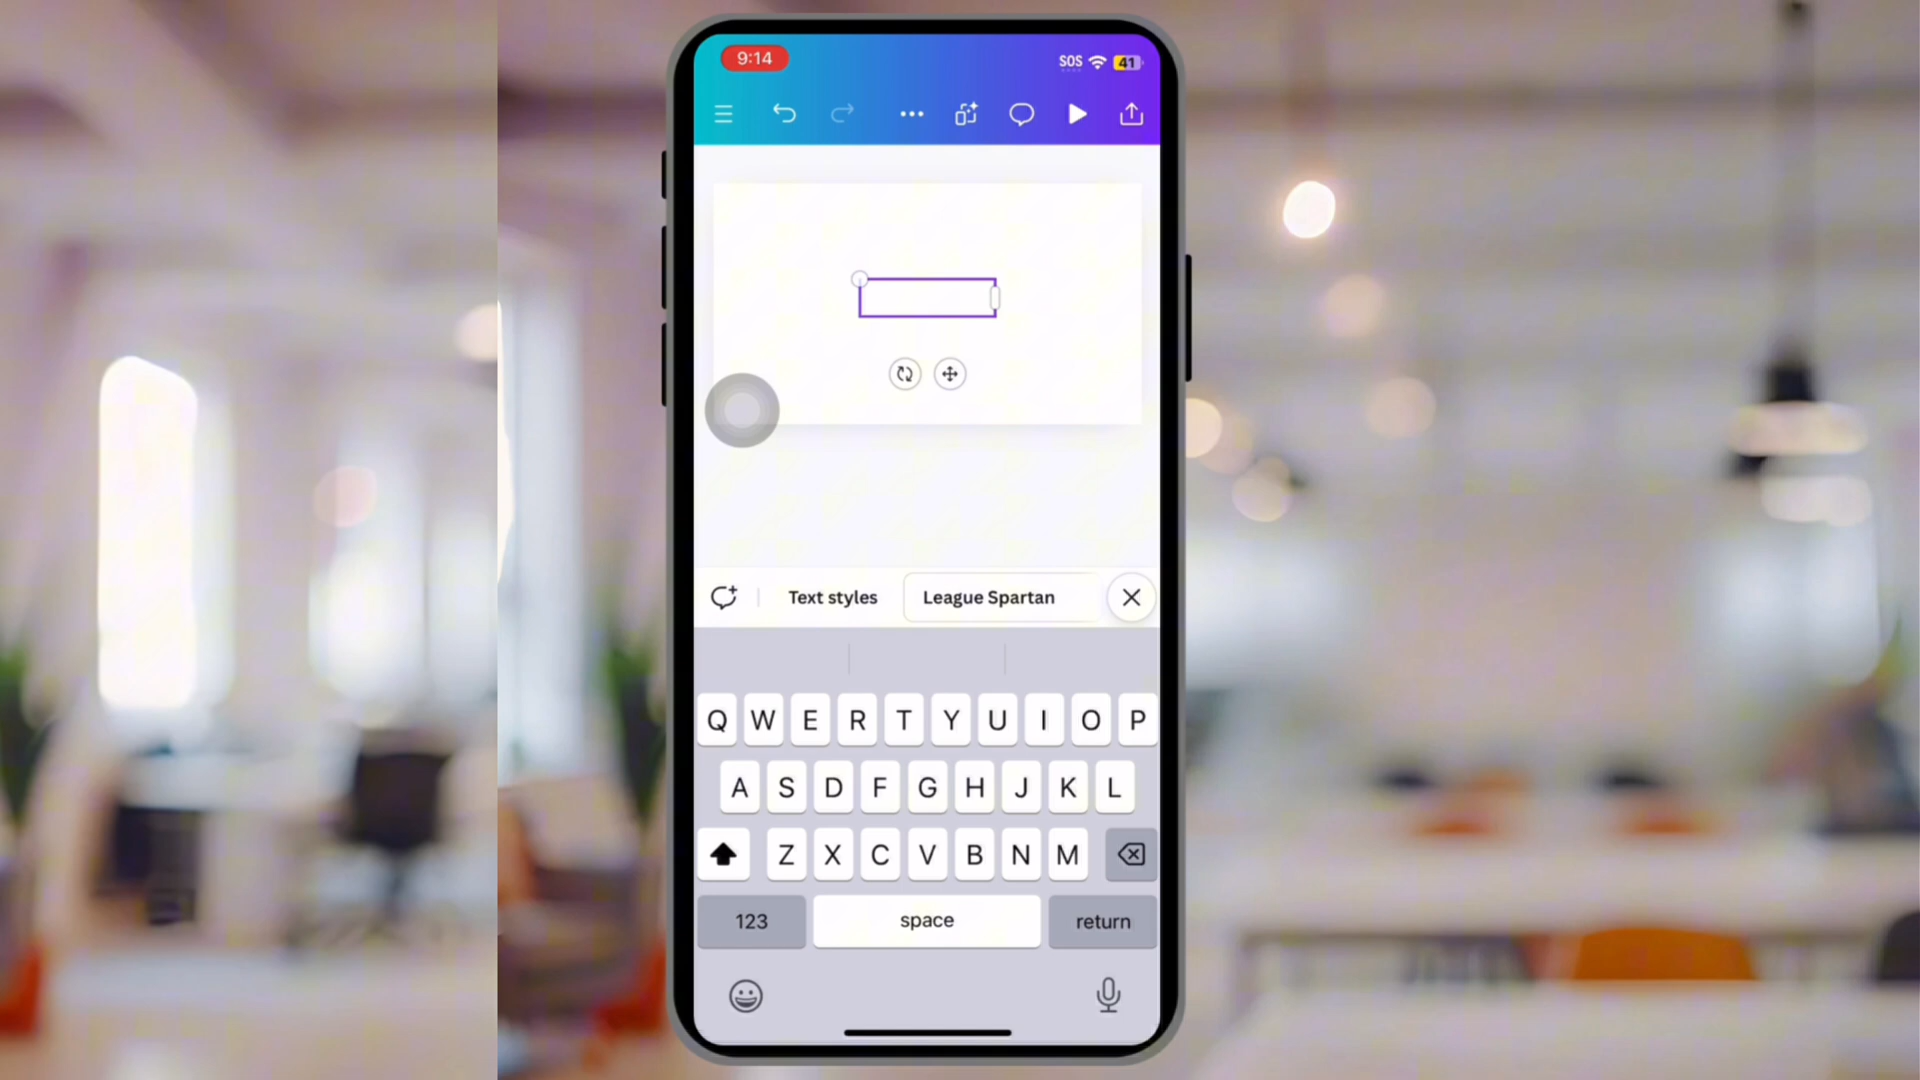 9:14
SOS
41
Text styles
League Spartan
Q W E R T Y U I O P
A S D F G H J K L
Z X C V B N M
123
space
return